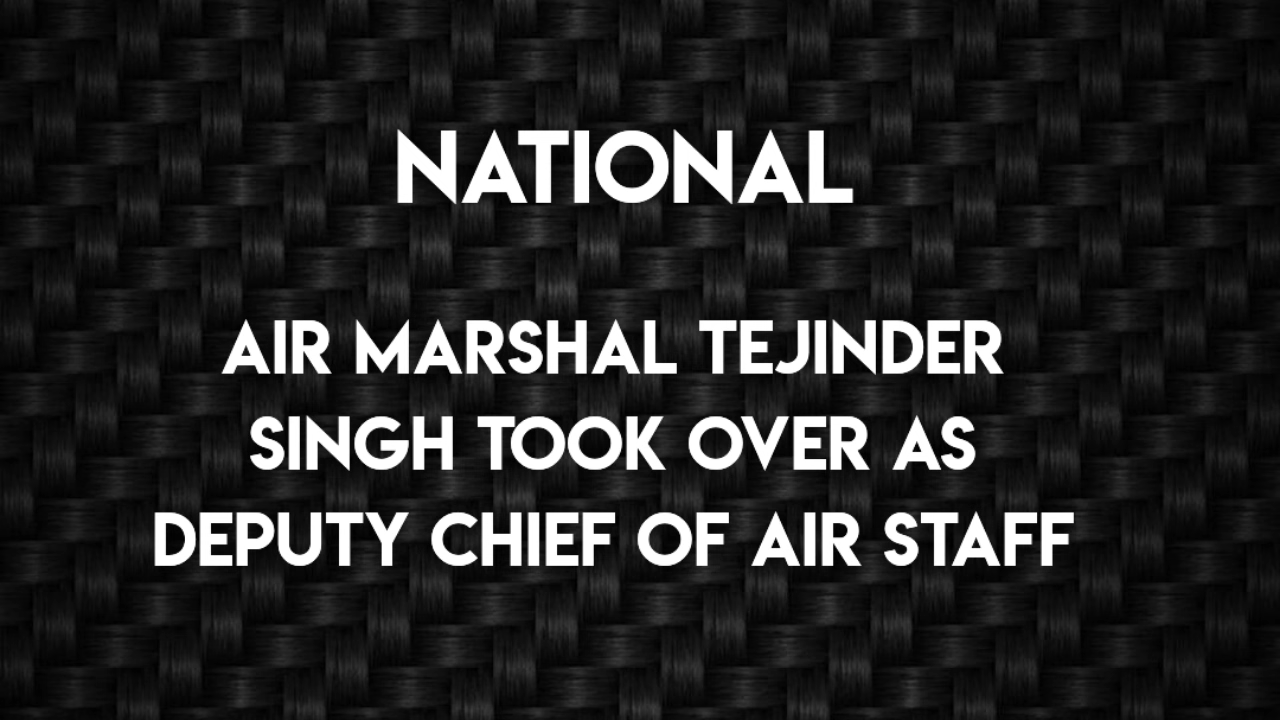 NATIONAL
AIR MARSHAL TEJINDER
SINGH TOOK OVER AS
DEPUTY CHIEF OF AIR STAFF